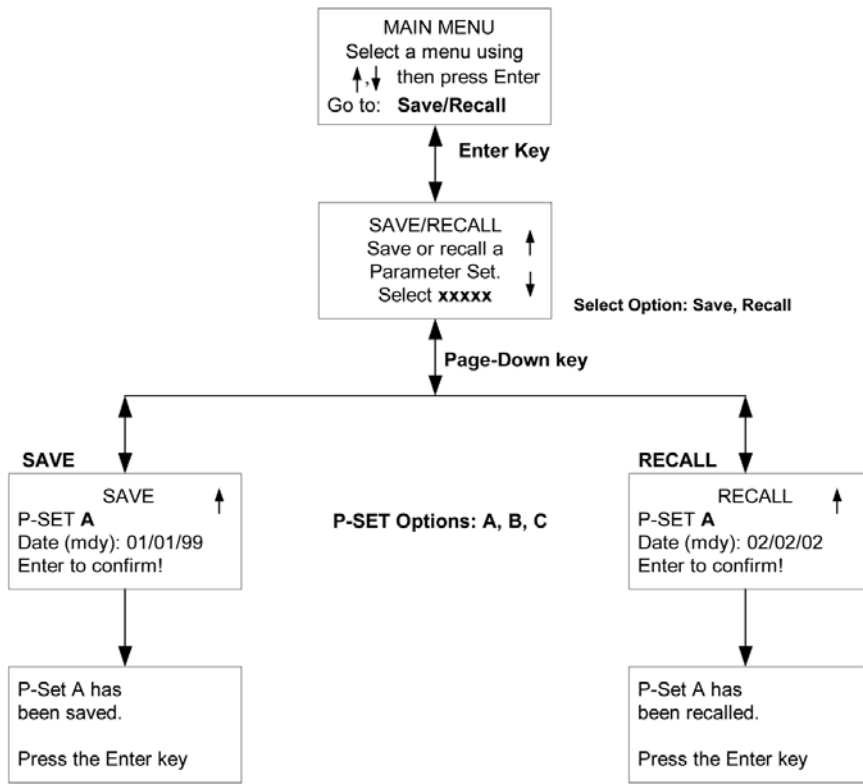 MAIN MENU
Select a menu using
↑,↓ then press Enter
Go to: Save/Recall
Enter Key
SAVE/RECALL
Save or recall a
Parameter Set.
Select xxxxx
Select Option: Save, Recall
Page-Down key
SAVE
SAVE
P-SET A
Date (mdy): 01/01/99
Enter to confirm!
P-SET Options: A, B, C
RECALL
RECALL
P-SET A
Date (mdy): 02/02/02
Enter to confirm!
P-Set A has
been saved.
Press the Enter key
P-Set A has
been recalled.
Press the Enter key